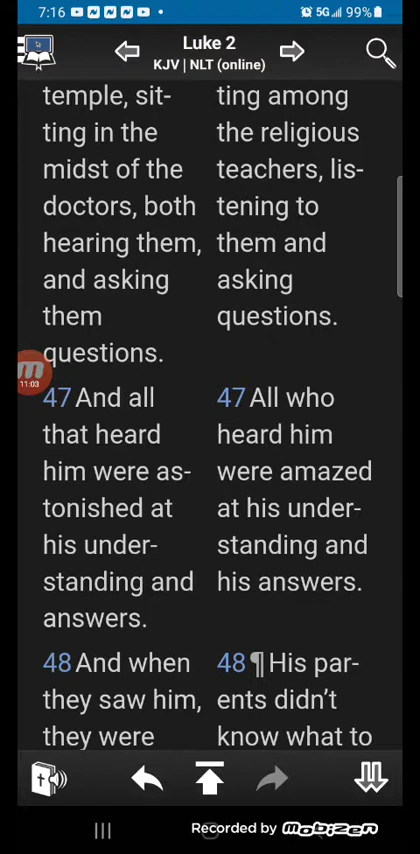 7:16
5G 99%
Luke 2
KJV | NLT (online)
temple, sit-
ting in the
midst of the
doctors, both
hearing them,
and asking
them
questions.
47 And all
that heard
him were as-
tonished at
his under-
standing and
answers.
48 And when
they saw him,
they were
ting among
the religious
teachers, lis-
tening to
them and
asking
questions.
47 All who
heard him
were amazed
at his under-
standing and
his answers.
48 ¶ His par-
ents didn't
know what to
11:03
Recorded by mobizen